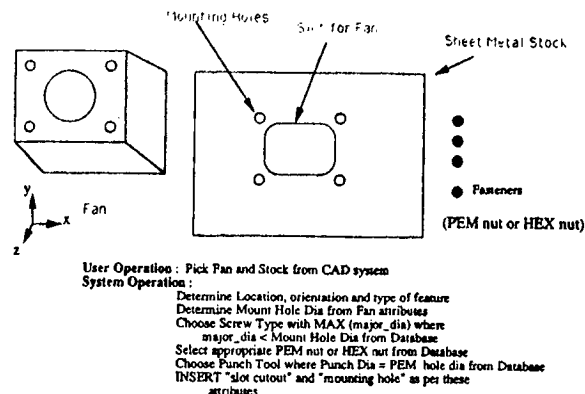 Mounting Holes
for Fan
Sheet Metal Stock
Fasteners
(PEM nut or HEX nut)
y
x
z
Fan
User Operation : Pick Fan and Stock from CAD system
System Operation :
Determine Location, orientation and type of feature
Determine Mount Hole Dia from Fan attributes
Choose Screw Type with MAX (major_dia) where
major_dia < Mount Hole Dia from Database
Select appropriate PEM nut or HEX nut from Database
Choose Punch Tool where Punch Dia = PEM hole dia from Database
INSERT "slot cutout" and "mounting hole" as per these
attributes